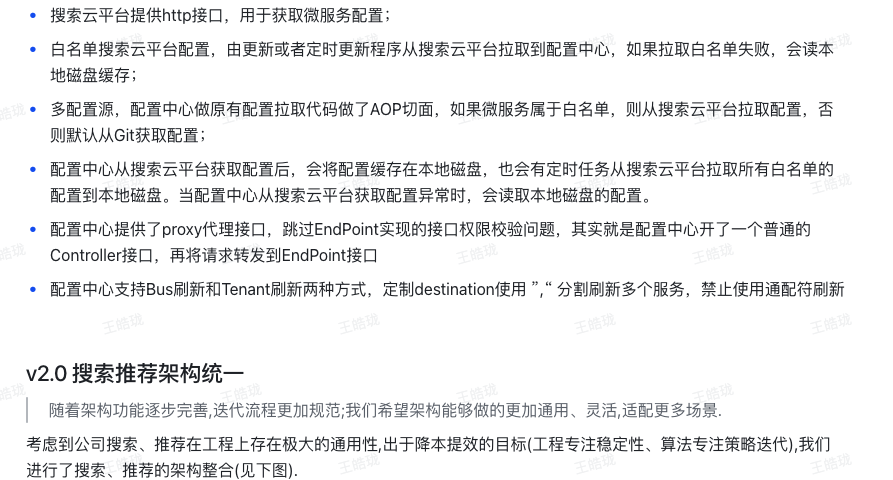 搜索云平台提供http接口，用于获取微服务配置；
白名单搜索云平台配置，由更新或者定时更新程序从搜索云平台拉取到配置中心，如果拉取白名单失败，会读本
地磁盘缓存；
多配置源，配置中心做原有配置拉取代码做了AOP切面，如果微服务属于白名单，则从搜索云平台拉取配置，否
则默认从Git获取配置；
配置中心从搜索云平台获取配置后，会将配置缓存在本地磁盘，也会有定时任务从搜索云平台拉取所有白名单的
配置到本地磁盘。当配置中心从搜索云平台获取配置异常时，会读取本地磁盘的配置。
配置中心提供了proxy代理接口，跳过EndPoint实现的接口权限校验问题，其实就是配置中心开了一个普通的
Controller接口，再将请求转发到EndPoint接口
配置中心支持Bus刷新和Tenant刷新两种方式，定制destination使用 ”,“ 分割刷新多个服务，禁止使用通配符刷新
v2.0 搜索推荐架构统一
随着架构功能逐步完善,迭代流程更加规范;我们希望架构能够做的更加通用、灵活,适配更多场景.
考虑到公司搜索、推荐在工程上存在极大的通用性,出于降本提效的目标(工程专注稳定性、算法专注策略迭代),我们
进行了搜索、推荐的架构整合(见下图).
王皓珑